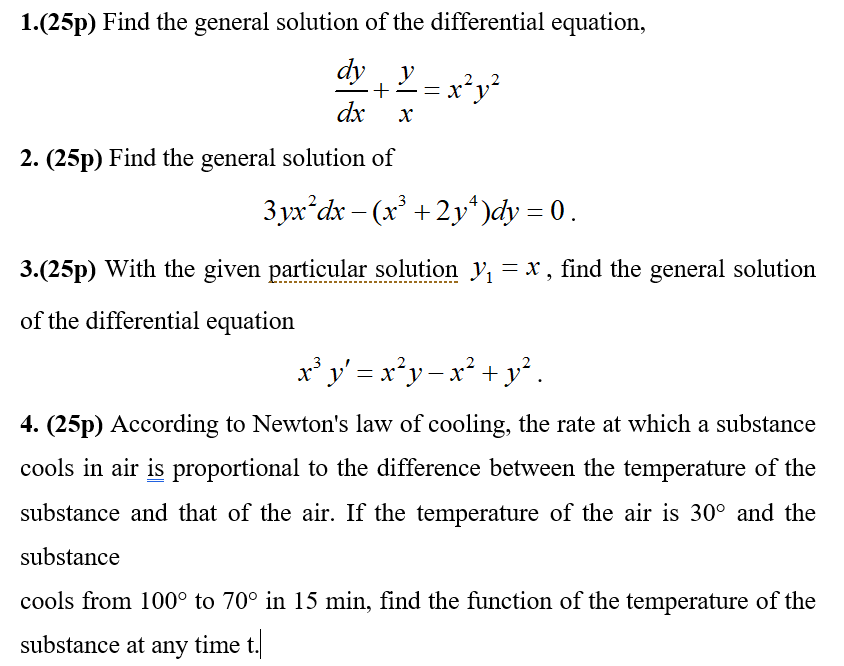 1.(25p) Find the general solution of the differential equation,
dy/dx + y/x = x²y²
2. (25p) Find the general solution of
3yx²dx – (x³ + 2y⁴)dy = 0 .
3.(25p) With the given particular solution y₁ = x , find the general solution
of the differential equation
x³ y′ = x²y – x² + y² .
4. (25p) According to Newton's law of cooling, the rate at which a substance
cools in air is proportional to the difference between the temperature of the
substance and that of the air. If the temperature of the air is 30° and the
substance
cools from 100° to 70° in 15 min, find the function of the temperature of the
substance at any time t.